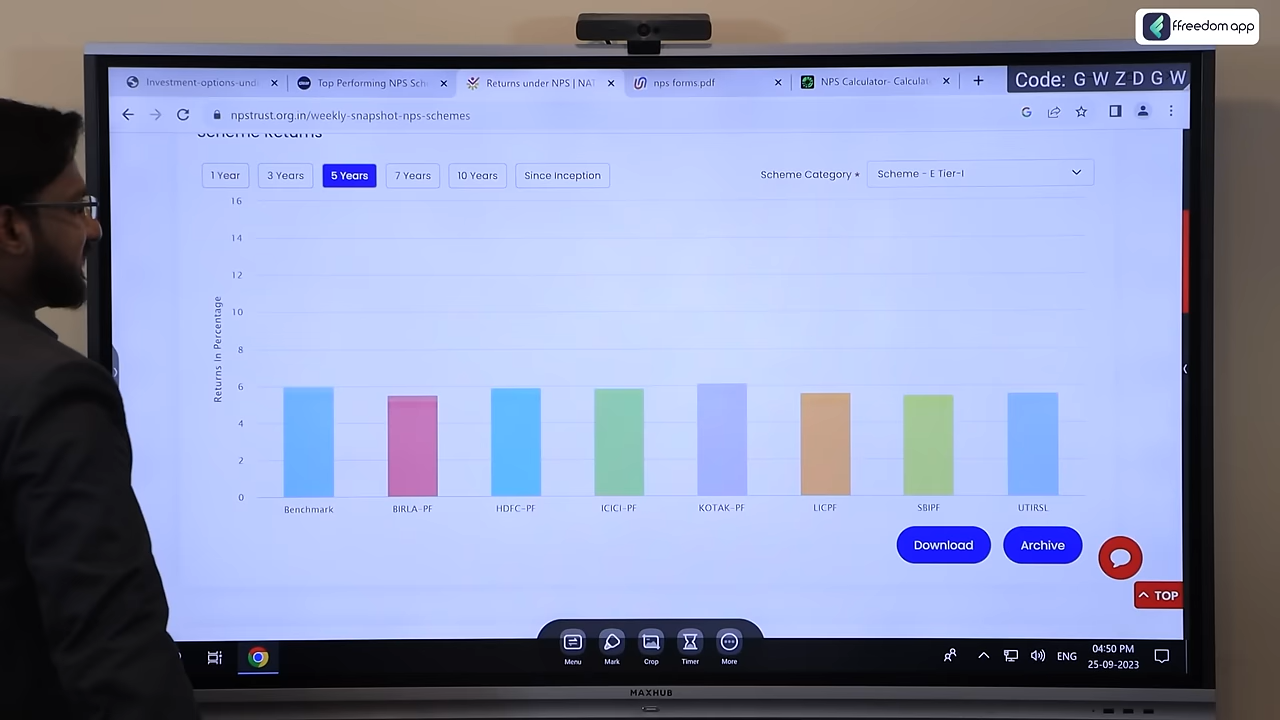 ffreedom app
Investment-options-und
Top Performing NPS Sch
Returns under NPS | NAT
nps forms.pdf
NPS Calculator- Calculat
Code: G W Z D G W
npstrust.org.in/weekly-snapshot-nps-schemes
Scheme Returns
1 Year
3 Years
5 Years
7 Years
10 Years
Since Inception
Scheme Category *
Scheme - E Tier-I
Returns In Percentage
16
14
12
10
8
6
4
2
0
Benchmark
BIRLA-PF
HDFC-PF
ICICI-PF
KOTAK-PF
LICPF
SBIPF
UTIRSL
Download
Archive
TOP
Menu
Mark
Crop
Timer
More
ENG
04:50 PM
25-09-2023
MAXHUB